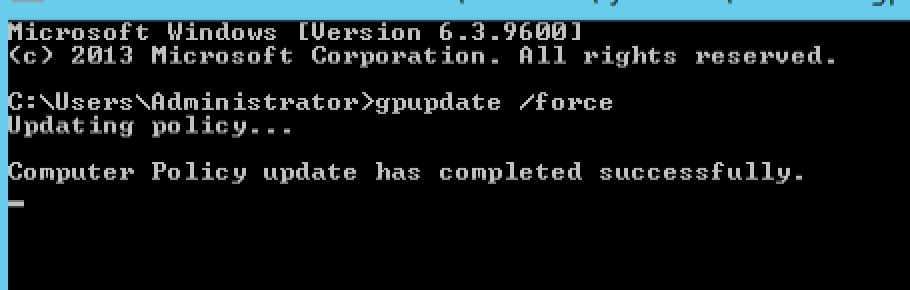 Microsoft Windows [Version 6.3.9600]
(c) 2013 Microsoft Corporation. All rights reserved.
C:\Users\Administrator>gpupdate /force
Updating policy...
Computer Policy update has completed successfully.